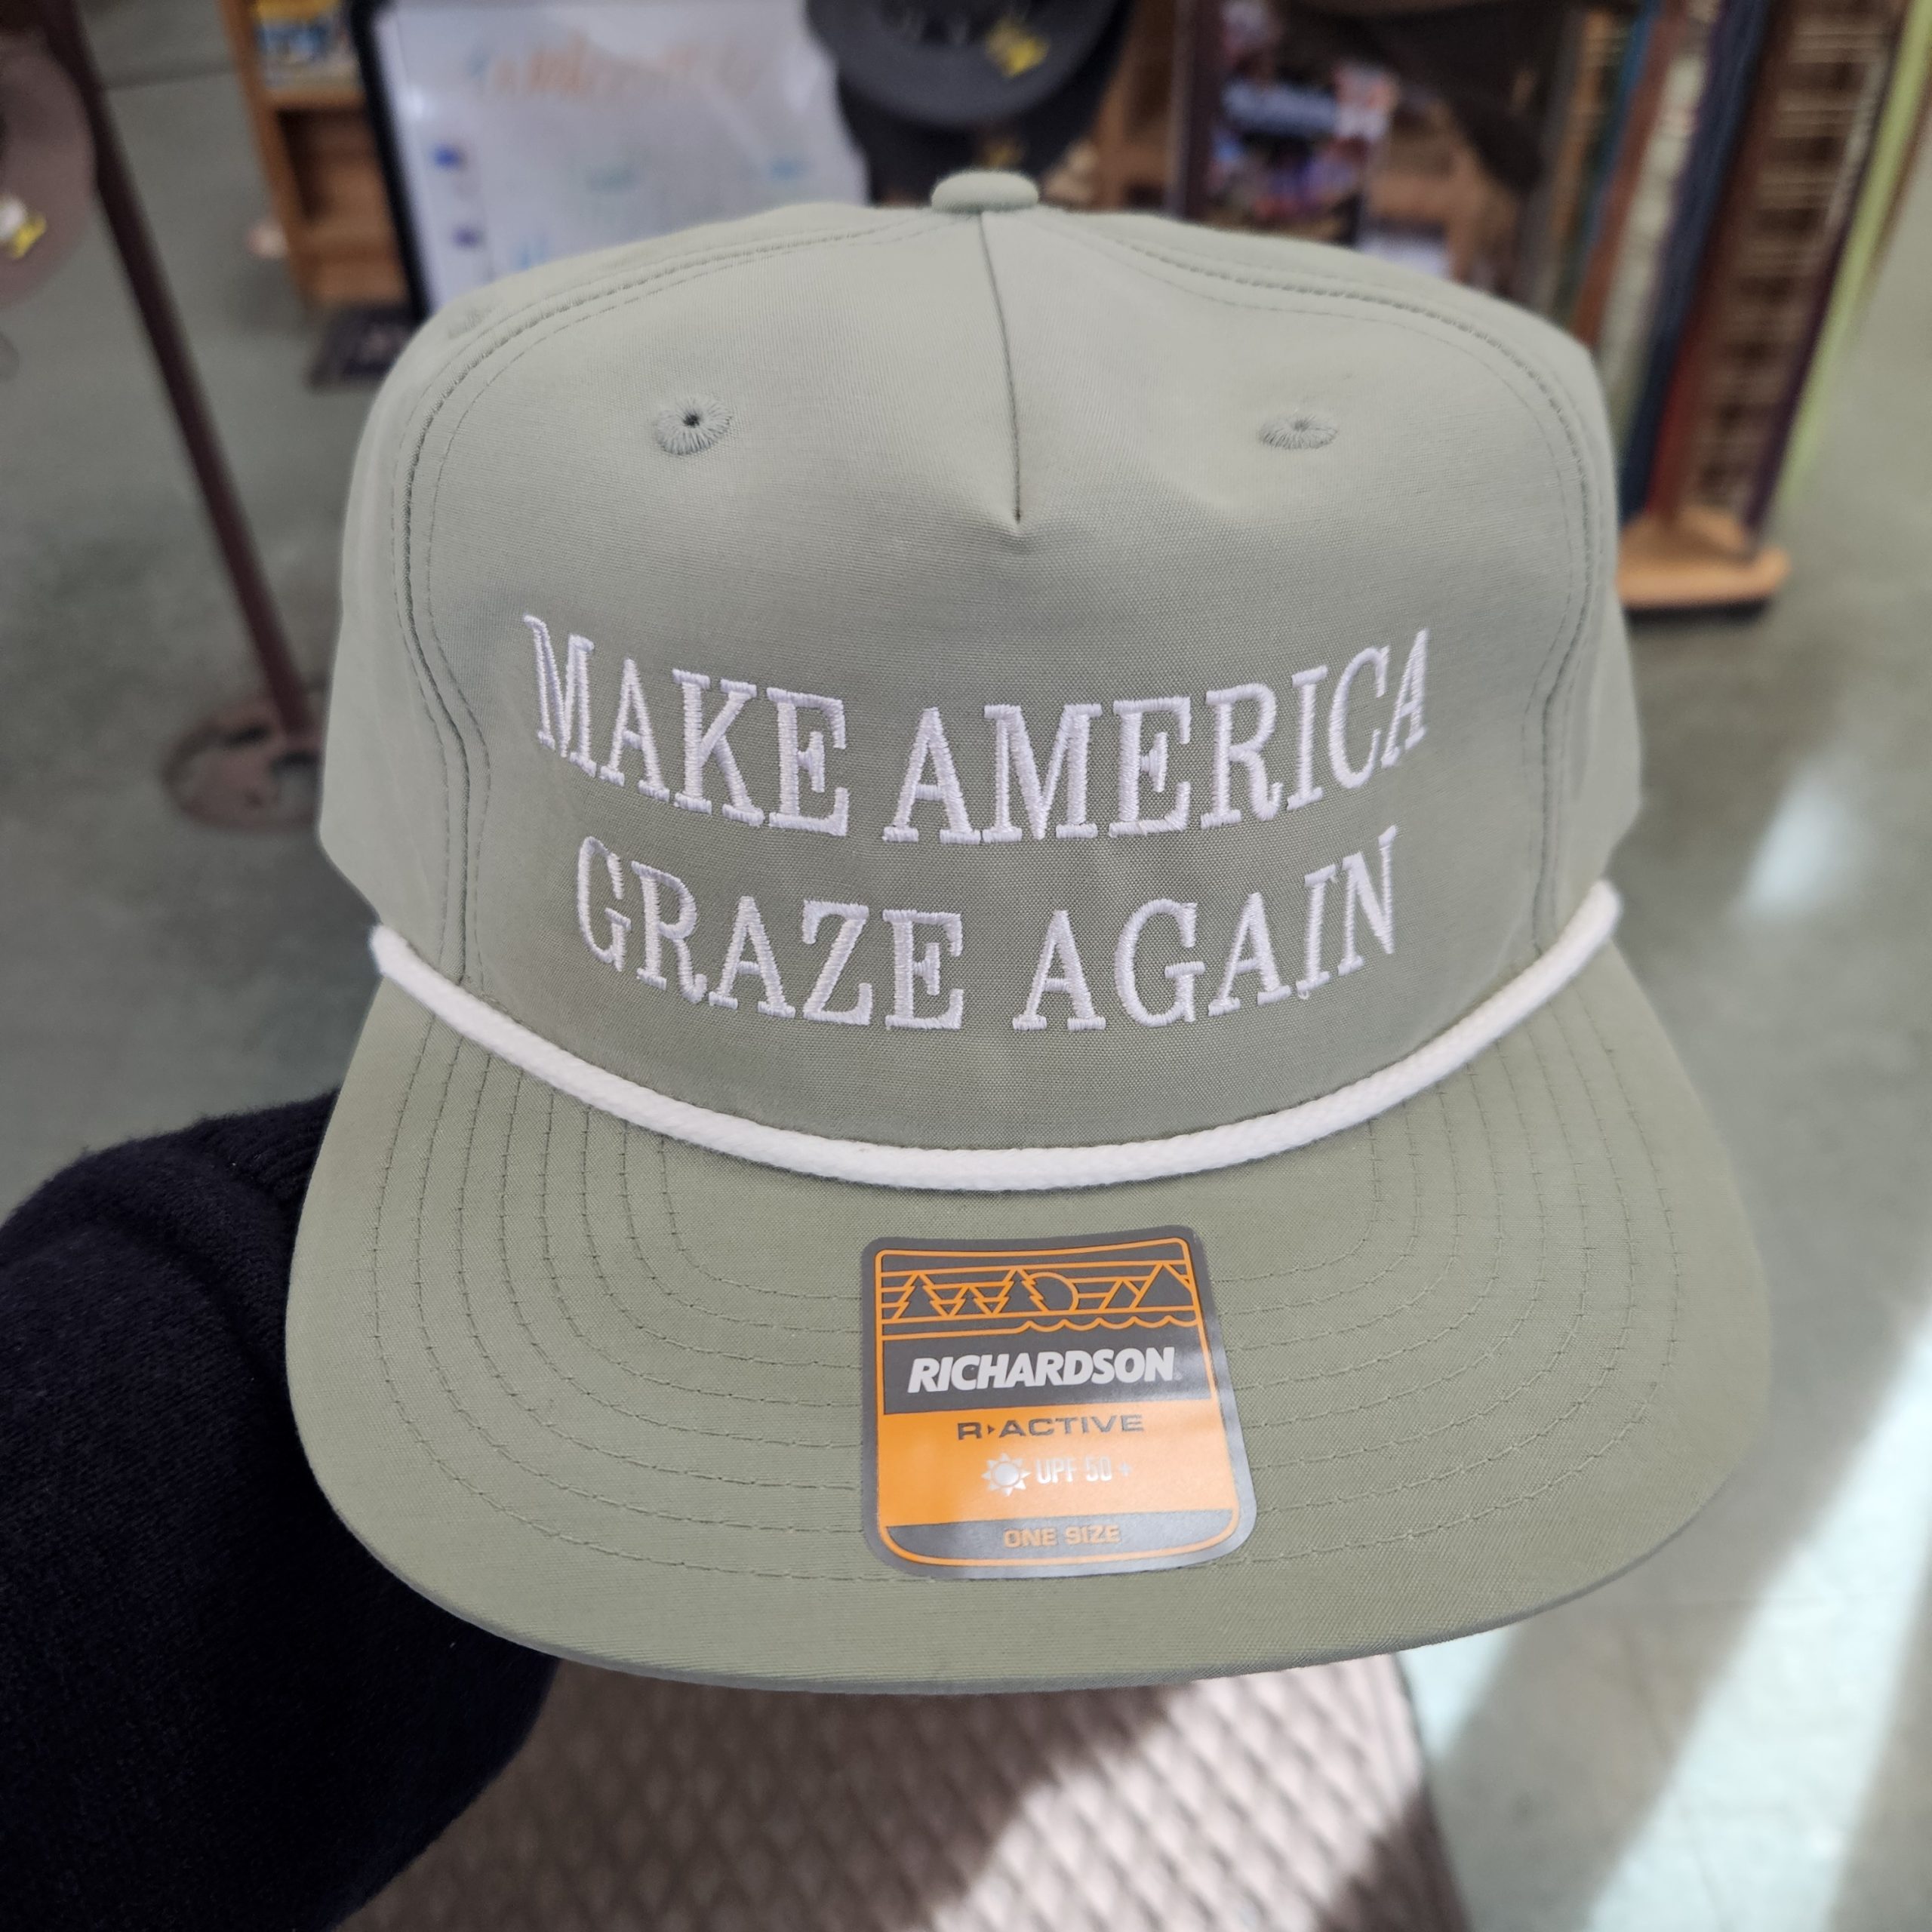 MAKE AMERICA
GRAZE AGAIN
RICHARDSON
R▸ACTIVE
UPF 50+
ONE SIZE